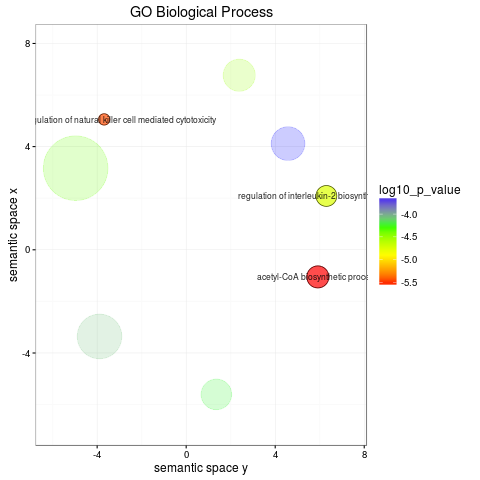 GO Biological Process
8
4
0
-4
semantic space x
-4
0
4
8
semantic space y
gulation of natural killer cell mediated cytotoxicity
regulation of interleukin-2 biosynth
acetyl-CoA biosynthetic proce
log10_p_value
-4.0
-4.5
-5.0
-5.5